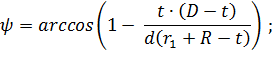 ψ = arccos(1 − t·(D − t) / d(r₁ + R − t)) ;